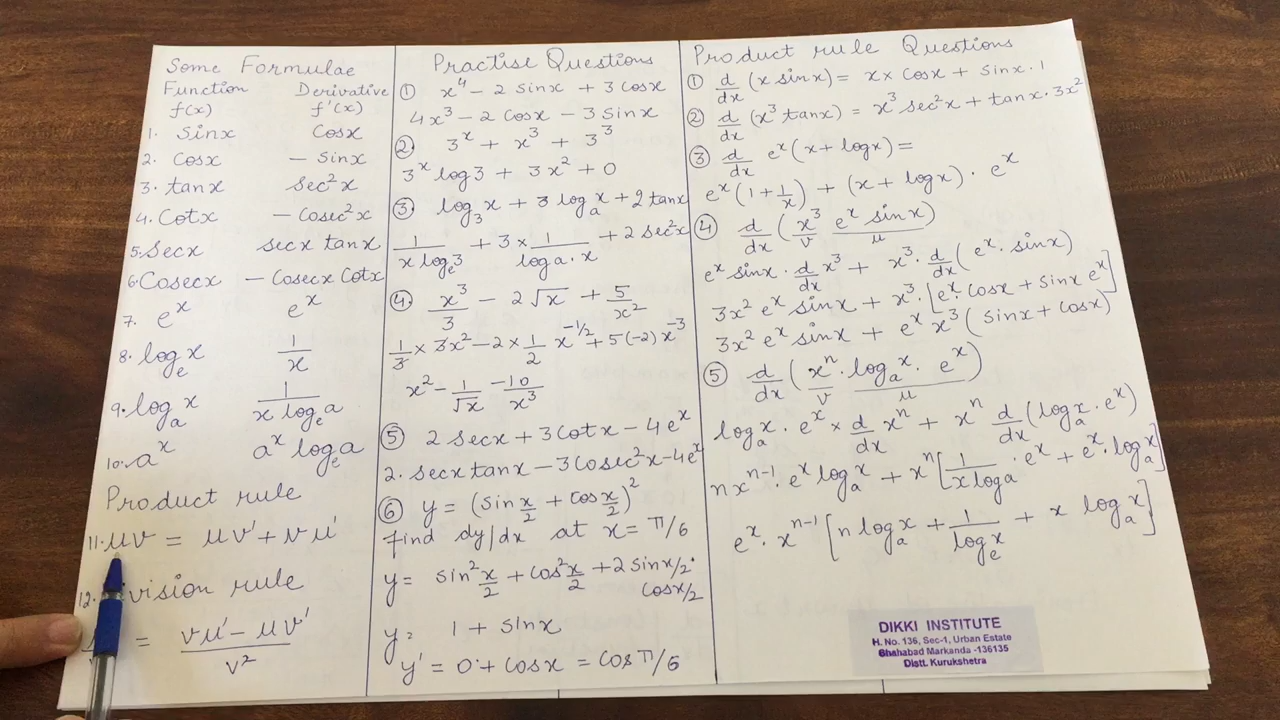 Some Formulae
Function Derivative
f(x) f'(x)
1. Sinx Cosx
2. Cosx – Sinx
3. tanx sec²x
4. Cotx – Cosec²x
5. Secx secx tanx
6. Cosecx – Cosecx Cotx
7. eˣ eˣ
8. logₑx 1/x
9. logₐx 1/(x logₑa)
10. aˣ aˣ logₑa
Product rule
11. μv = μv' + vμ'
12. vision rule
= (vμ' – μv')/v²
Practise Questions
① x⁴ – 2 sinx + 3 cosx
4x³ – 2 cosx – 3 sinx
②. 3ˣ + x³ + 3³
3ˣ log3 + 3x² + 0
③. log₃x + 3 logₐx + 2 tanx
1/(x logₑ3) + 3 × 1/(loga·x) + 2 sec²x
④. x³/3 – 2√x + 5/x²
1/3 × 3x² – 2 × 1/2 x^(-1/2) + 5(-2) x⁻³
x² – 1/√x –10/x³
⑤ 2 secx + 3 cotx – 4eˣ
2. secx tanx – 3 Cosec²x – 4eˣ
⑥ y = (sin x/2 + cos x/2)²
find dy/dx at x = π/6
y = sin² x/2 + cos² x/2 + 2 sin x/2 ·
cos x/2
y = 1 + sinx
y' = 0 + cosx = cos π/6
Product rule Questions
① d/dx (x sinx) = x × cosx + sinx · 1
② d/dx (x³ tanx) = x³ sec²x + tanx · 3x²
③ d/dx eˣ (x + logx) =
eˣ (1 + 1/x) + (x + logx) · eˣ
④ d/dx (x³ eˣ sinx)
v μ
eˣ sinx · d/dx x³ + x³ · d/dx (eˣ · sinx)
3x² eˣ sinx + x³ · [eˣ · cosx + sinx eˣ]
3x² eˣ sinx + eˣ x³ (sinx + cosx)
⑤ d/dx (xⁿ · logₐx · eˣ)
v μ
logₐx · eˣ × d/dx xⁿ + xⁿ d/dx (logₐx · eˣ)
nxⁿ⁻¹ · eˣ logₐx + xⁿ [1/(x loga) · eˣ + eˣ · logₐx]
eˣ · xⁿ⁻¹ [n logₐx + 1/logₑx + x logₐx]
DIKKI INSTITUTE
H. No. 136, Sec-1, Urban Estate
Shahabad Markanda -136135
Distt. Kurukshetra